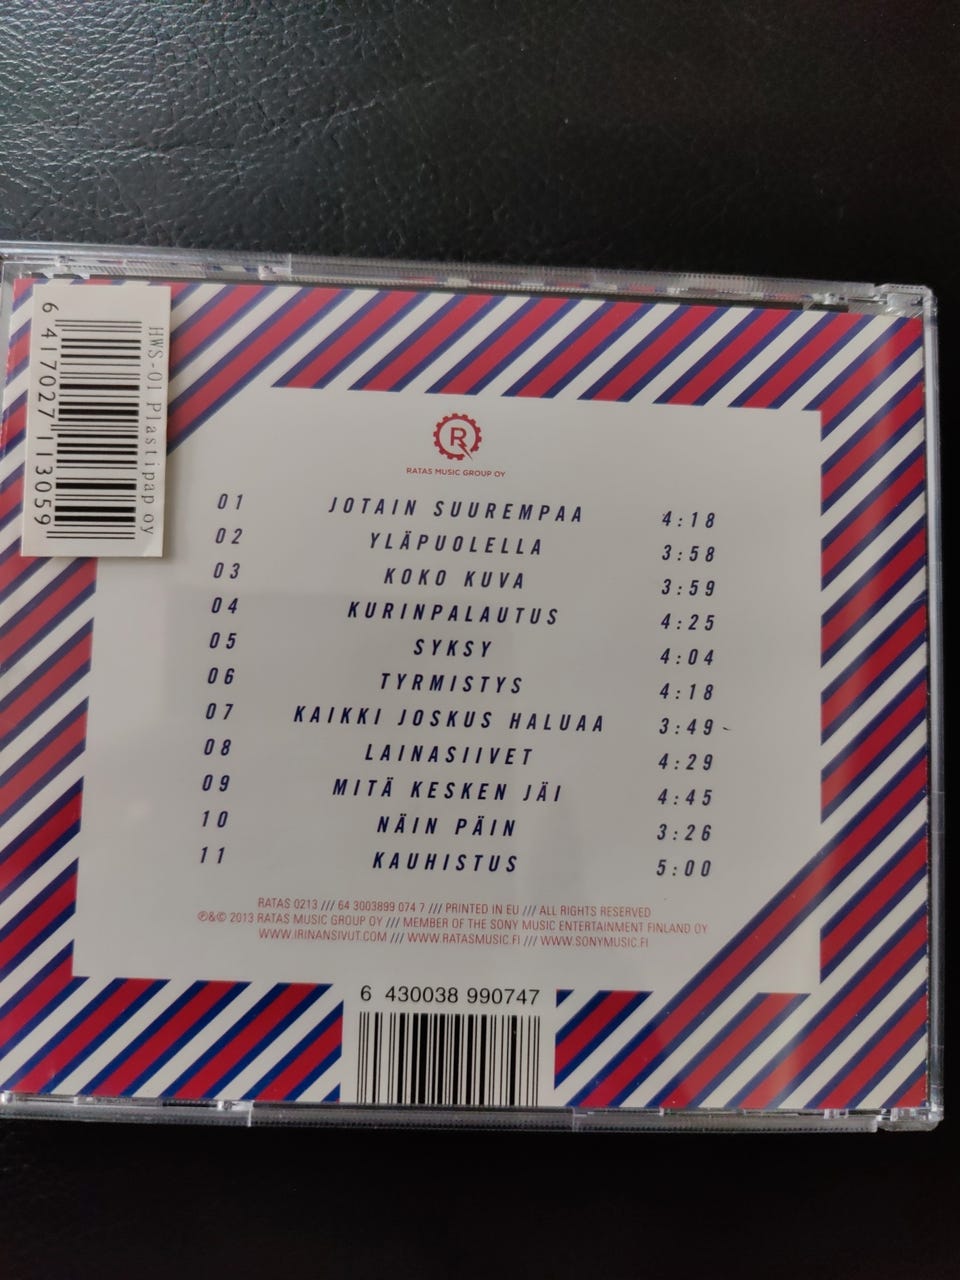 6 417027 113059
HWS-01 Plastipap oy
R
RATAS MUSIC GROUP OY
01 JOTAIN SUUREMPAA 4:18
02 YLÄPUOLELLA 3:58
03 KOKO KUVA 3:59
04 KURINPALAUTUS 4:25
05 SYKSY 4:04
06 TYRMISTYS 4:18
07 KAIKKI JOSKUS HALUAA 3:49
08 LAINASIIVET 4:29
09 MITÄ KESKEN JÄI 4:45
10 NÄIN PÄIN 3:26
11 KAUHISTUS 5:00
RATAS 0213 /// 64 3003899 074 7 /// PRINTED IN EU /// ALL RIGHTS RESERVED
℗&© 2013 RATAS MUSIC GROUP OY /// MEMBER OF THE SONY MUSIC ENTERTAINMENT FINLAND OY
WWW.IRINANSIVUT.COM /// WWW.RATASMUSIC.FI /// WWW.SONYMUSIC.FI
6 430038 990747